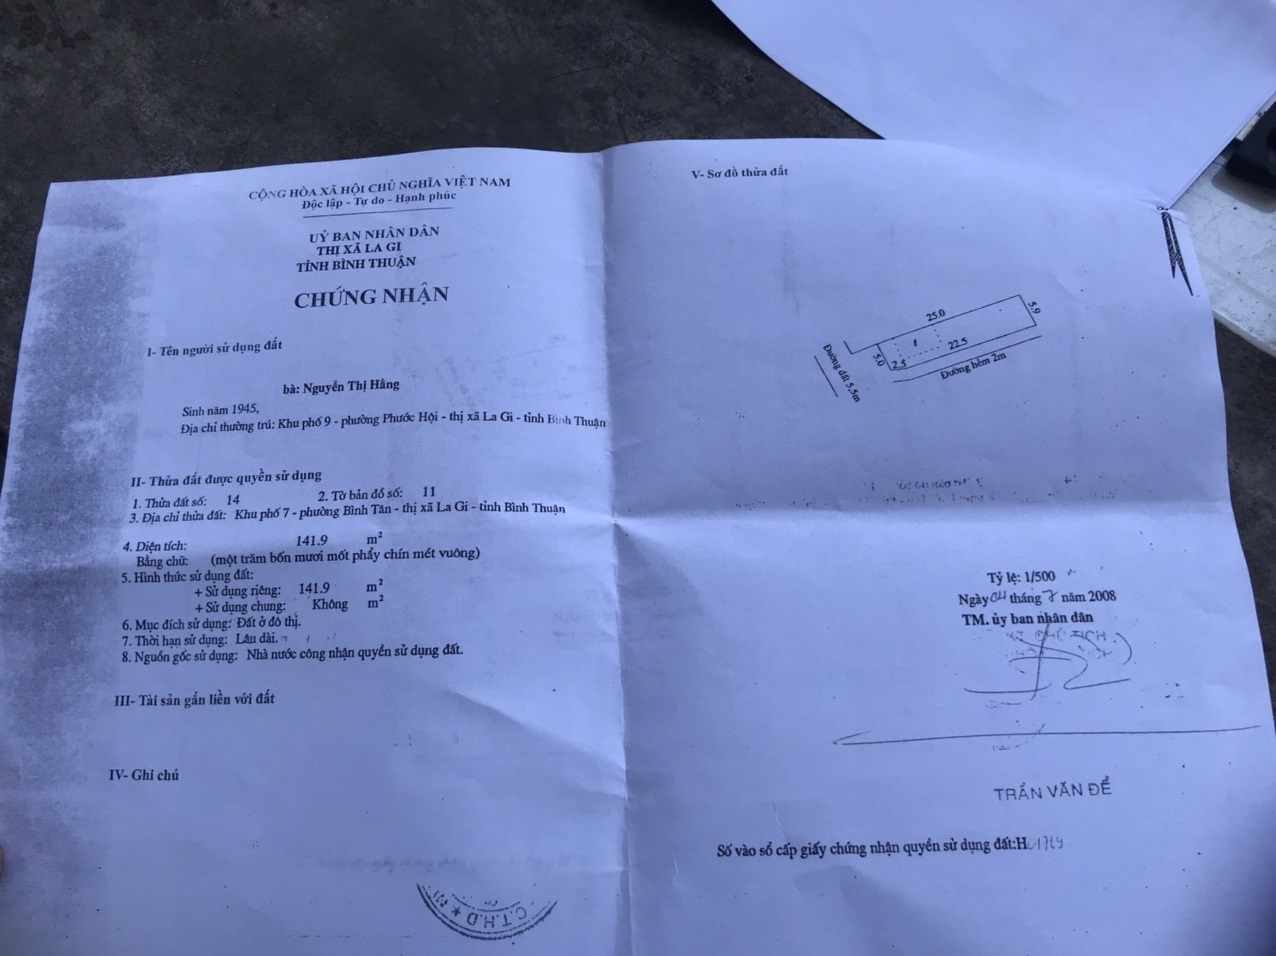 CỘNG HÒA XÃ HỘI CHỦ NGHĨA VIỆT NAM
Độc lập - Tự do - Hạnh phúc
UỶ BAN NHÂN DÂN
THỊ XÃ LA GI
TỈNH BÌNH THUẬN
CHỨNG NHẬN
I- Tên người sử dụng đất
bà: Nguyễn Thị Hằng
Sinh năm 1945,
Địa chỉ thường trú: Khu phố 9 - phường Phước Hội - thị xã La Gi - tỉnh Bình Thuận
II- Thửa đất được quyền sử dụng
1. Thửa đất số: 14 2. Tờ bản đồ số: 11
3. Địa chỉ thửa đất: Khu phố 7 - phường Bình Tân - thị xã La Gi - tỉnh Bình Thuận
4. Diện tích: 141.9 m²
Bằng chữ: (một trăm bốn mươi mốt phẩy chín mét vuông)
5. Hình thức sử dụng đất:
+ Sử dụng riêng: 141.9 m²
+ Sử dụng chung: Không m²
6. Mục đích sử dụng: Đất ở đô thị.
7. Thời hạn sử dụng: Lâu dài.
8. Nguồn gốc sử dụng: Nhà nước công nhận quyền sử dụng đất.
III- Tài sản gắn liền với đất
IV- Ghi chú
C.T.H.D ★
V- Sơ đồ thửa đất
25.0
5.9
5.0
2.5
22.5
Đường đất 5,5m
Đường hẻm 2m
Tỷ lệ: 1/500
Ngày 04 tháng 7 năm 2008
TM. ủy ban nhân dân
CHỦ TỊCH
TRẦN VĂN ĐỂ
Số vào sổ cấp giấy chứng nhận quyền sử dụng đất:H